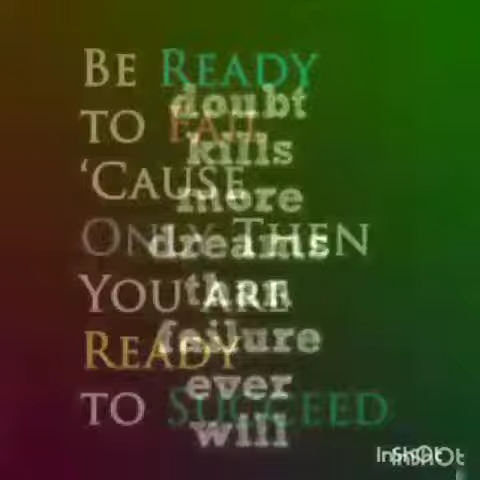 BE READY
TO FAIL
‘CAUSE
ONLY THEN
YOU ARE
READY
TO SUCCEED
doubt
kills
more
dreams
than
failure
ever
will
InShOt
InShOt